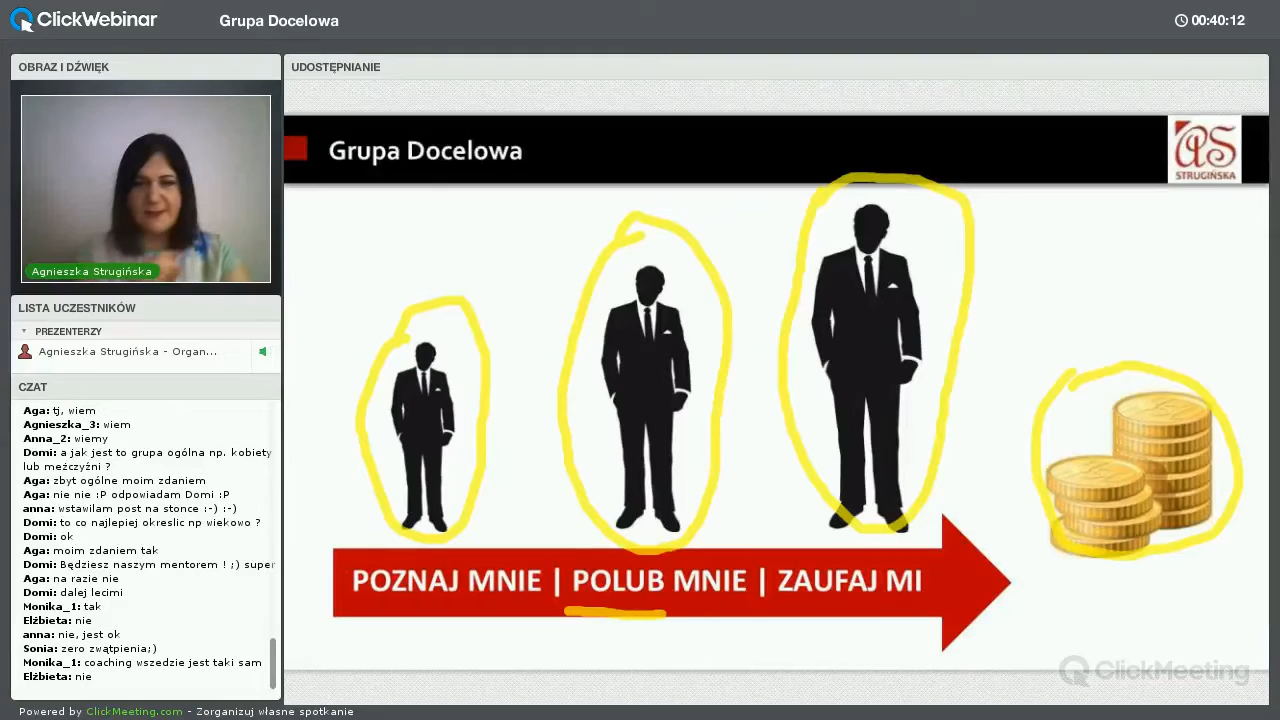 ClickWebinar
Grupa Docelowa
00:40:12
OBRAZ I DŹWIĘK
Agnieszka Strugińska
LISTA UCZESTNIKÓW
PREZENTERZY
Agnieszka Strugińska - Organ...
CZAT
Aga: tj, wiem
Agnieszka_3: wiem
Anna_2: wiemy
Domi: a jak jest to grupa ogólna np. kobiety
lub meżczyźni ?
Aga: zbyt ogólne moim zdaniem
Aga: nie nie :P odpowiadam Domi :P
anna: wstawilam post na stonce :-) :-)
Domi: to co najlepiej okreslic np wiekowo ?
Domi: ok
Aga: moim zdaniem tak
Domi: Będziesz naszym mentorem ! ;) super
Aga: na razie nie
Domi: dalej lecimi
Monika_1: tak
Elżbieta: nie
anna: nie, jest ok
Sonia: zero zwątpienia;)
Monika_1: coaching wszedzie jest taki sam
Elżbieta: nie
UDOSTĘPNIANIE
Grupa Docelowa
AS
STRUGIŃSKA
POZNAJ MNIE | POLUB MNIE | ZAUFAJ MI
ClickMeeting
Powered by ClickMeeting.com - Zorganizuj własne spotkanie